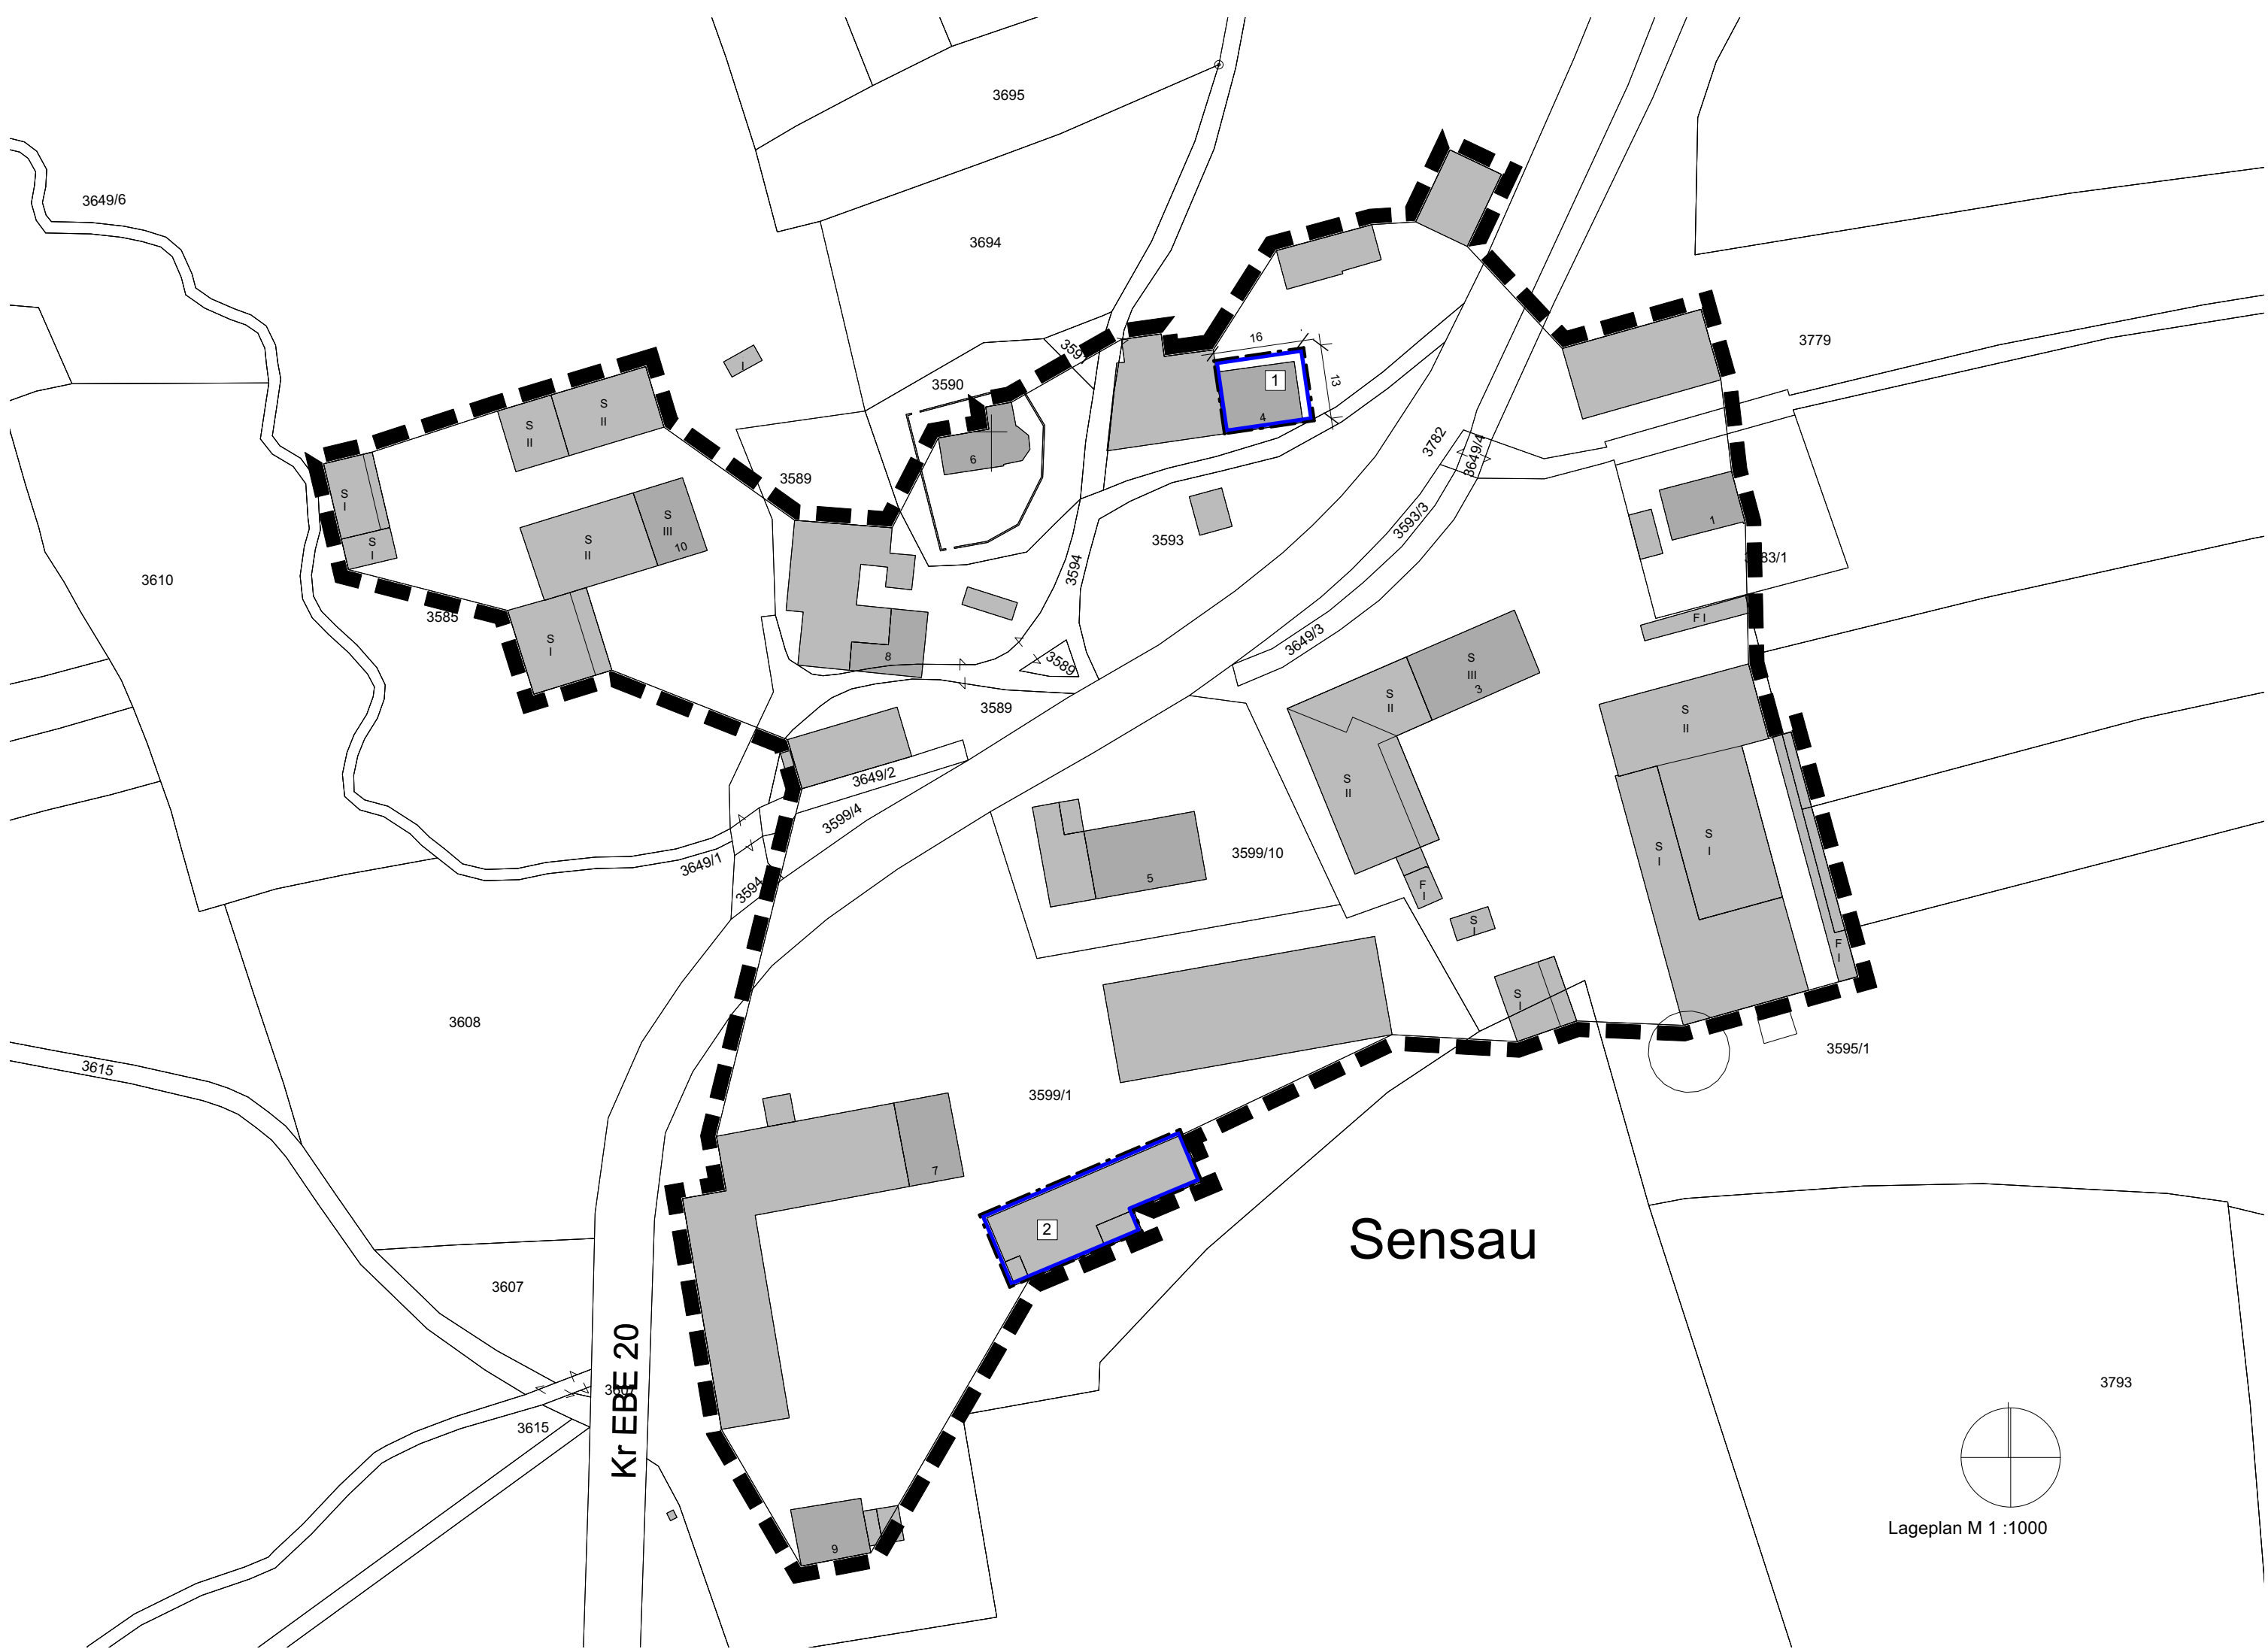 3695
3649/6
3694
16
3779
1
13
3590
4
S
II
S
II
6
3782
3649/4
3589
S
I
S
III
10
S
I
S
II
3593
3593/3
1
3594
3610
3585
S
I
F I
3649/3
8
3589
S
III
3
3589
S
II
S
II
3649/2
S
II
3599/4
3649/1
3594
5
3599/10
S
I
S
I
F
I
S
I
F
I
S
I
3608
3595/1
3615
3599/1
7
2
Sensau
3607
Kr EBE 20
3793
3615
Lageplan M 1 :1000
9